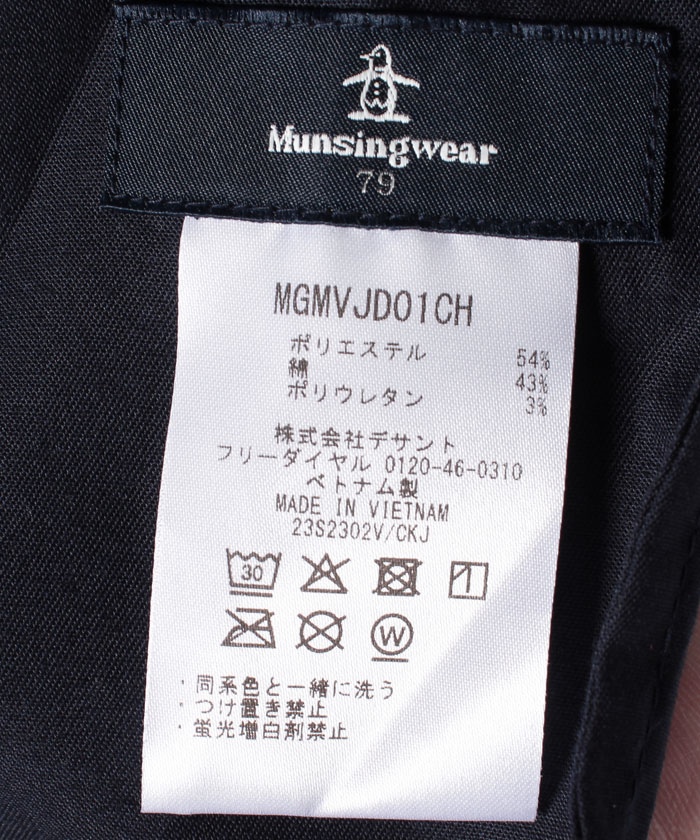 Munsingwear
79
MGMVJD01CH
ポリエステル 54%
綿 43%
ポリウレタン 3%
株式会社デサント
フリーダイヤル 0120-46-0310
ベトナム製
MADE IN VIETNAM
23S2302V/CKJ
30
W
・同系色と一緒に洗う
・つけ置き禁止
・蛍光増白剤禁止